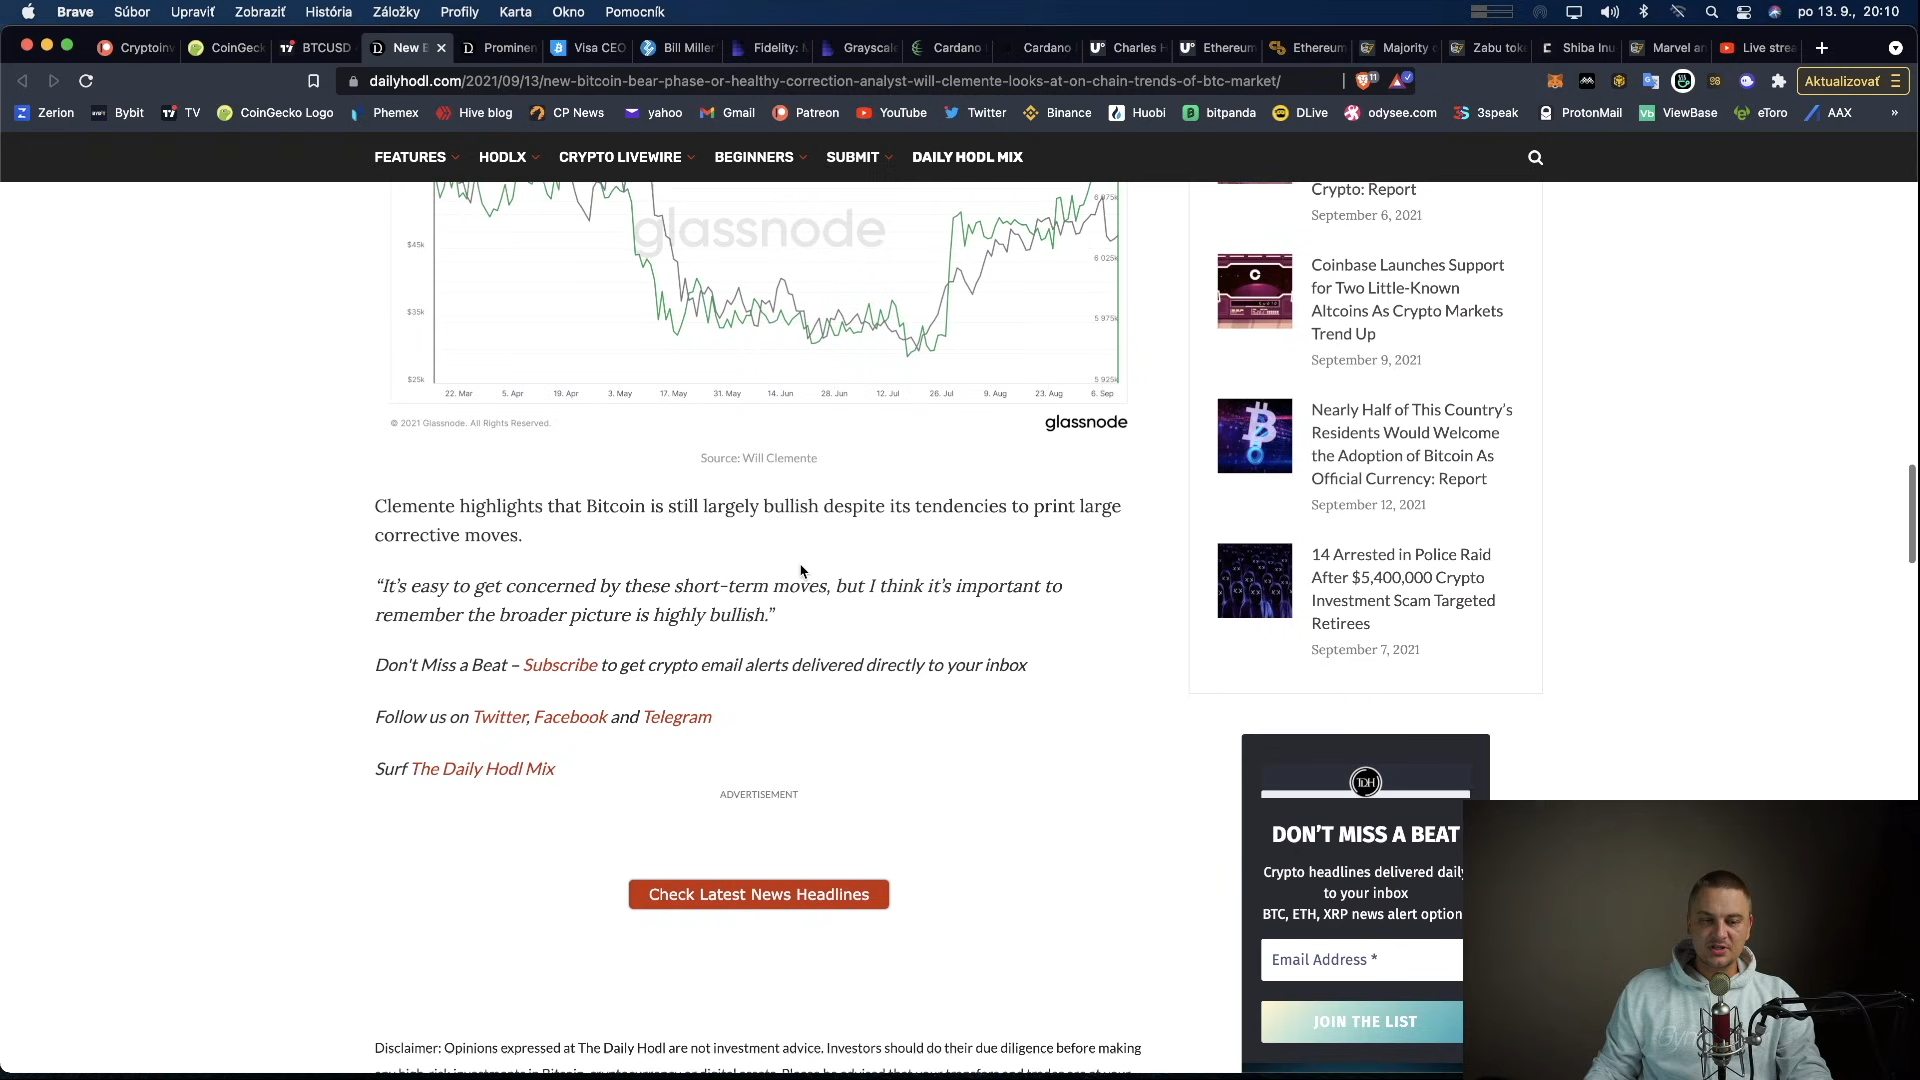 Brave Súbor Upraviť Zobraziť História Záložky Profily Karta Okno Pomocník po 13. 9., 20:10
Cryptoinv CoinGeck BTCUSD New B Prominen Visa CEO Bill Miller Fidelity: M Grayscale Cardano Cardano Charles H Ethereum Ethereum Majority o Zabu tok Shiba Inu Marvel an Live strea
dailyhodl.com/2021/09/13/new-bitcoin-bear-phase-or-healthy-correction-analyst-will-clemente-looks-at-on-chain-trends-of-btc-market/ 11 Aktualizovať
Zerion Bybit TV CoinGecko Logo Phemex Hive blog CP News yahoo Gmail Patreon YouTube Twitter Binance Huobi bitpanda DLive odysee.com 3speak ProtonMail ViewBase eToro AAX »
FEATURES HODLX CRYPTO LIVEWIRE BEGINNERS SUBMIT DAILY HODL MIX
glassnode
$45k
$35k
$25k
6 025k
5 975k
5 925k
22. Mar 5. Apr 19. Apr 3. May 17. May 31. May 14. Jun 28. Jun 12. Jul 26. Jul 9. Aug 23. Aug 6. Sep
© 2021 Glassnode. All Rights Reserved. glassnode
Source: Will Clemente
Clemente highlights that Bitcoin is still largely bullish despite its tendencies to print large
corrective moves.
“It’s easy to get concerned by these short-term moves, but I think it’s important to
remember the broader picture is highly bullish.”
Don't Miss a Beat – Subscribe to get crypto email alerts delivered directly to your inbox
Follow us on Twitter, Facebook and Telegram
Surf The Daily Hodl Mix
ADVERTISEMENT
Check Latest News Headlines
Disclaimer: Opinions expressed at The Daily Hodl are not investment advice. Investors should do their due diligence before making
Crypto: Report
September 6, 2021
Coinbase Launches Support
for Two Little-Known
Altcoins As Crypto Markets
Trend Up
September 9, 2021
Nearly Half of This Country’s
Residents Would Welcome
the Adoption of Bitcoin As
Official Currency: Report
September 12, 2021
14 Arrested in Police Raid
After $5,400,000 Crypto
Investment Scam Targeted
Retirees
September 7, 2021
TDH
DON’T MISS A BEAT
Crypto headlines delivered daily
to your inbox
BTC, ETH, XRP news alert option
Email Address *
JOIN THE LIST